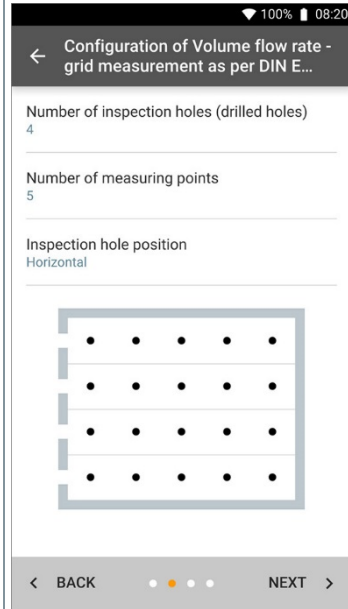 100% 08:20
Configuration of Volume flow rate -
grid measurement as per DIN E...
Number of inspection holes (drilled holes)
4
Number of measuring points
5
Inspection hole position
Horizontal
BACK NEXT